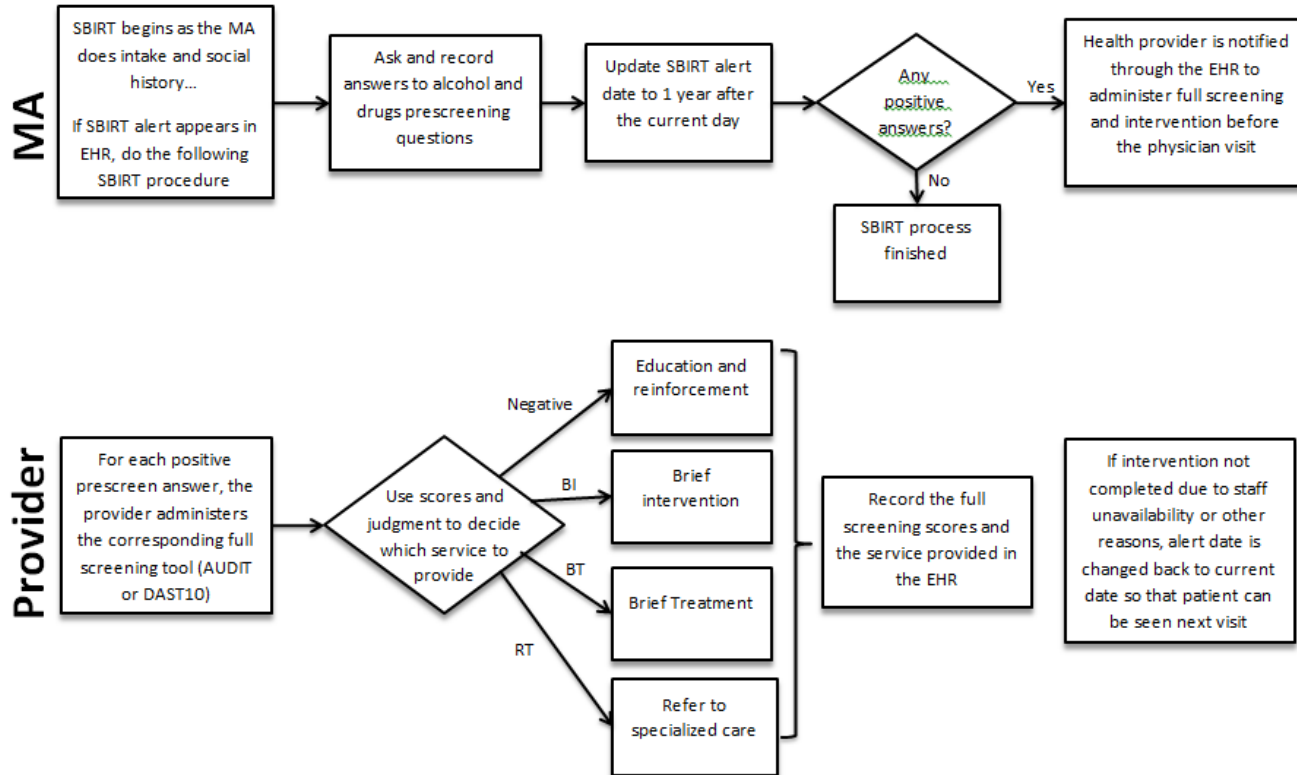 MA
SBIRT begins as the MA
does intake and social
history...
If SBIRT alert appears in
EHR, do the following
SBIRT procedure
Ask and record
answers to alcohol and
drugs prescreening
questions
Update SBIRT alert
date to 1 year after
the current day
Any
positive
answers?
Yes
No
Health provider is notified
through the EHR to
administer full screening
and intervention before
the physician visit
SBIRT process
finished
Provider
For each positive
prescreen answer, the
provider administers
the corresponding full
screening tool (AUDIT
or DAST10)
Use scores and
judgment to decide
which service to
provide
Negative
BI
BT
RT
Education and
reinforcement
Brief
intervention
Brief Treatment
Refer to
specialized care
Record the full
screening scores and
the service provided in
the EHR
If intervention not
completed due to staff
unavailability or other
reasons, alert date is
changed back to current
date so that patient can
be seen next visit